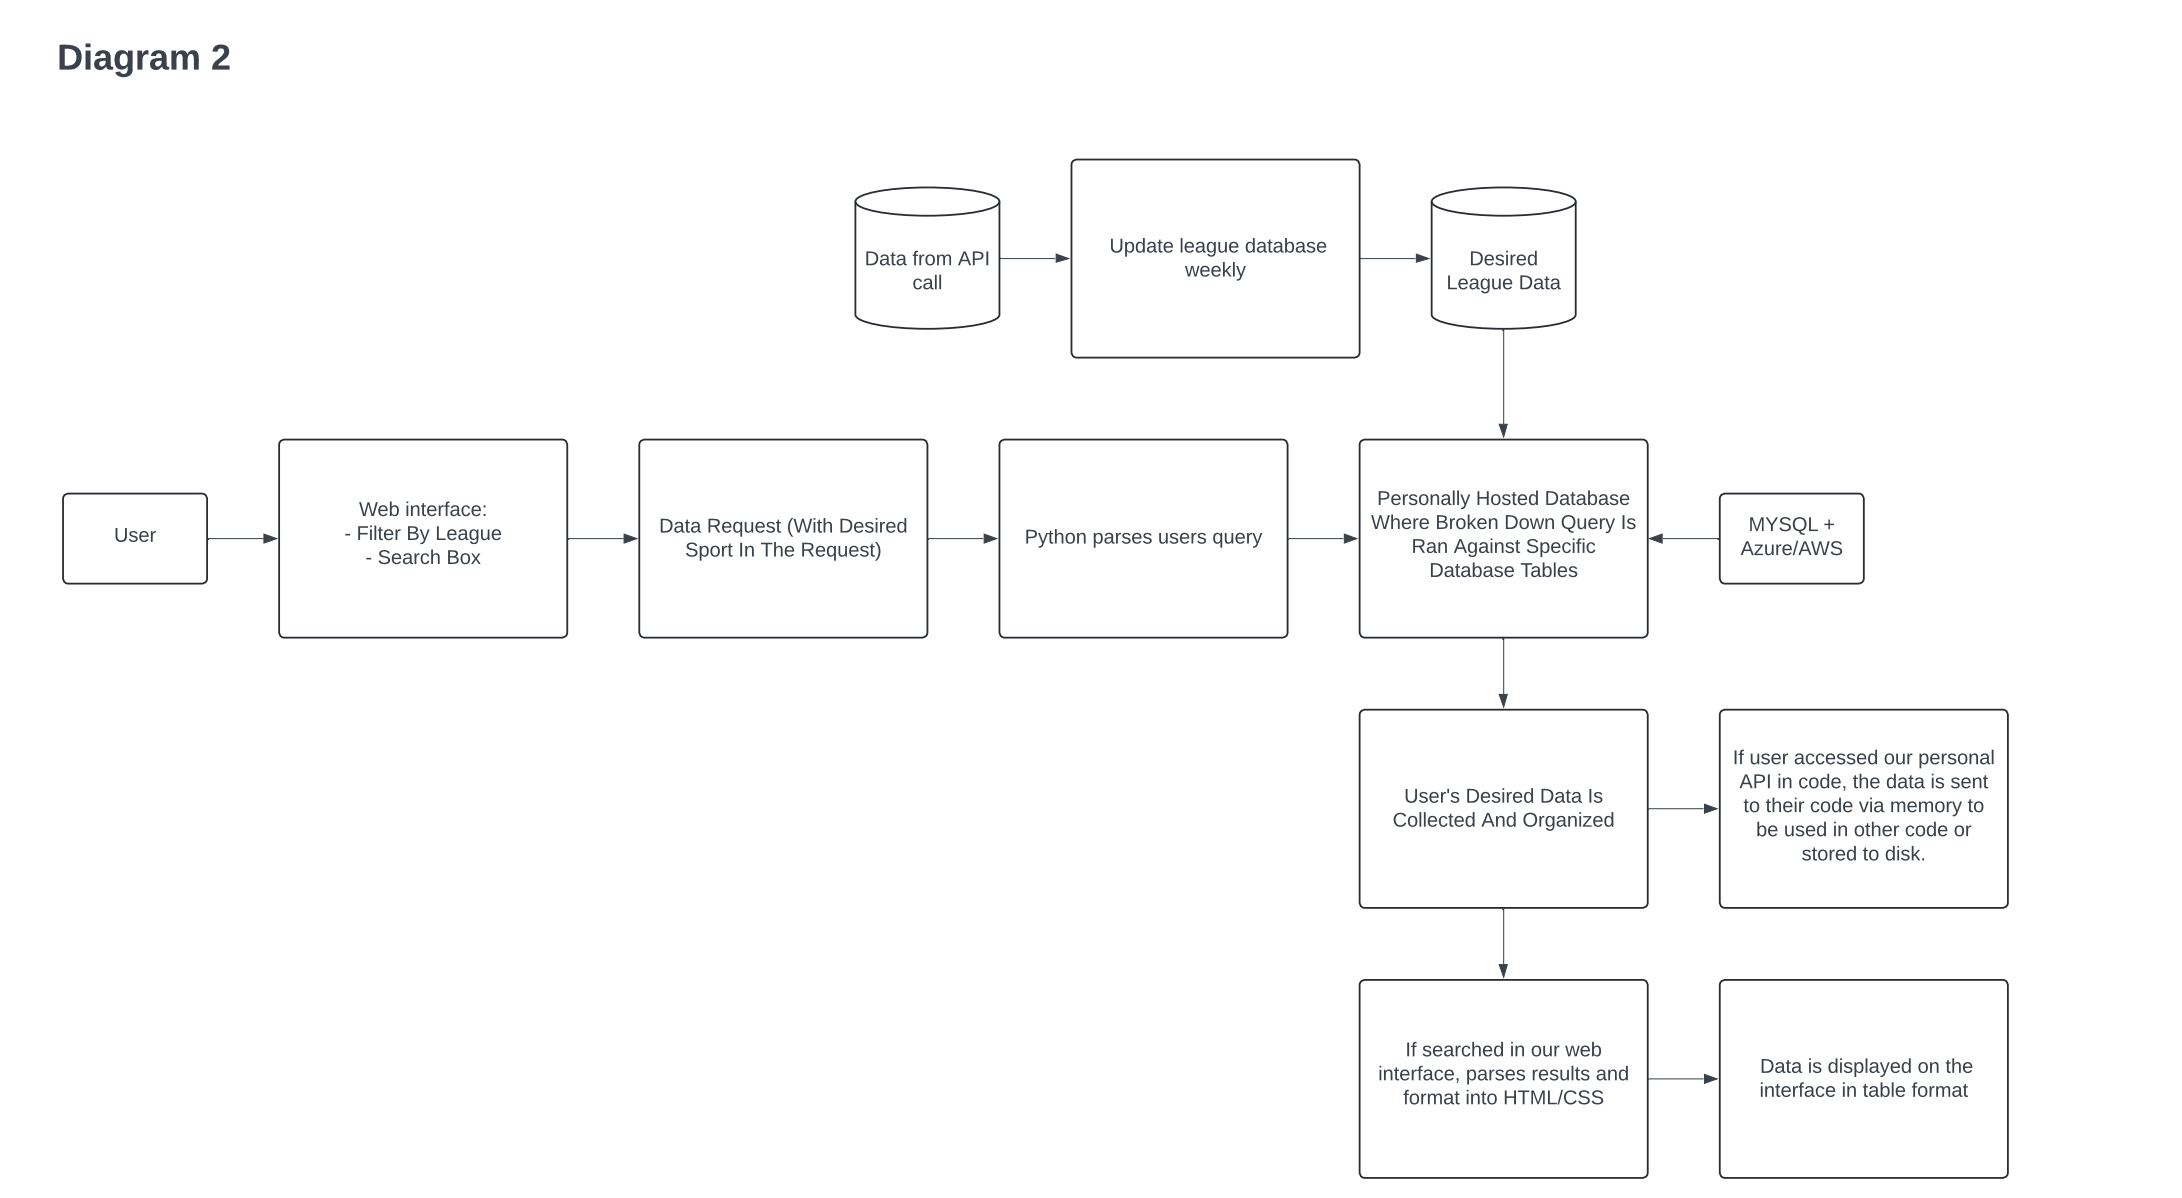 Diagram 2
Data from API
call
Update league database
weekly
Desired
League Data
User
Web interface:
- Filter By League
- Search Box
Data Request (With Desired
Sport In The Request)
Python parses users query
Personally Hosted Database
Where Broken Down Query Is
Ran Against Specific
Database Tables
MYSQL +
Azure/AWS
User's Desired Data Is
Collected And Organized
If user accessed our personal
API in code, the data is sent
to their code via memory to
be used in other code or
stored to disk.
If searched in our web
interface, parses results and
format into HTML/CSS
Data is displayed on the
interface in table format